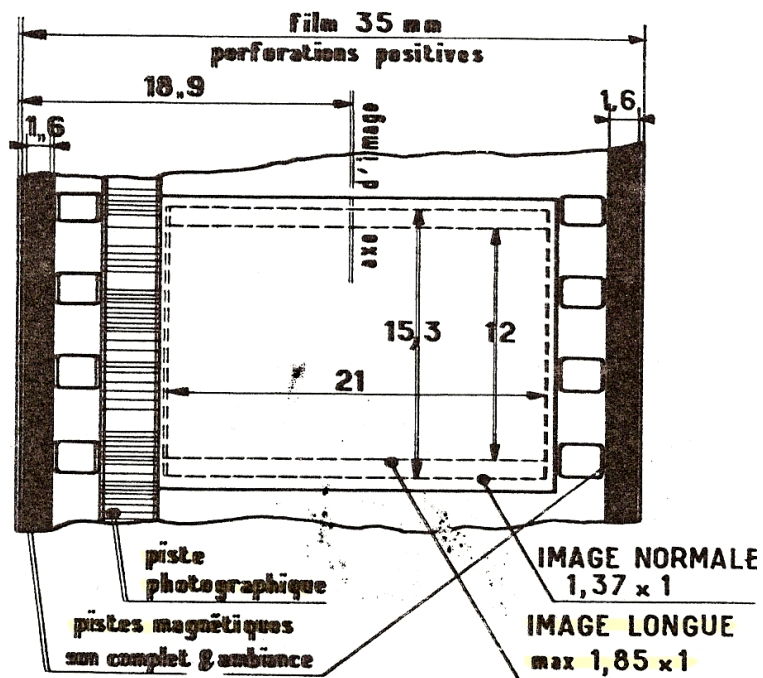 film 35 mm
perforations positives
18.9
1,6
1,6
axe d'image
15,3
12
21
piste
photographique
pistes magnétiques
son complet & ambiance
IMAGE NORMALE
1,37 x 1
IMAGE LONGUE
max 1,85 x 1